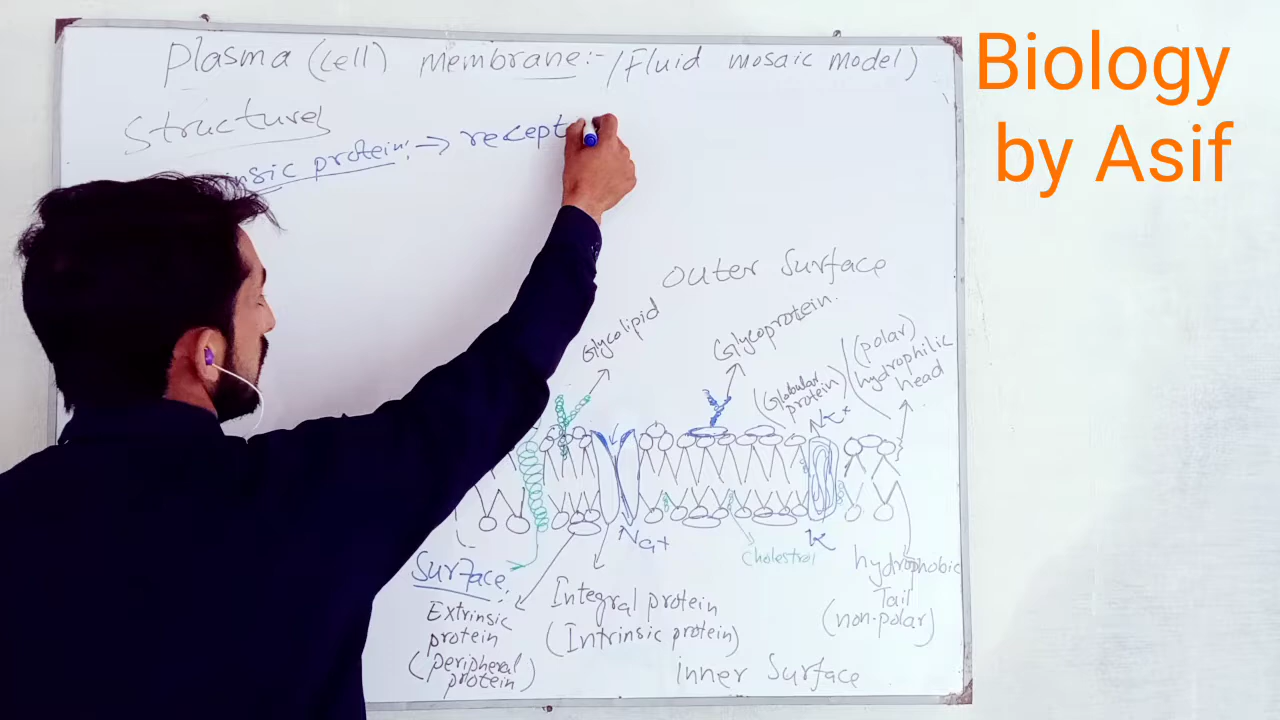 Plasma (cell) membrane:- (Fluid mosaic model)
Structure
insic protein: → recept
Biology
by Asif
outer surface
Glycolipid
Glycoprotein.
(Globular
protein)
(polar)
hydrophilic
head
K+
Na+
K
Cholestrol
hydrophobic
Tail
(non-polar)
Surface:
Extrinsic
protein
(Peripheral
protein)
Integral protein
(Intrinsic protein)
inner surface